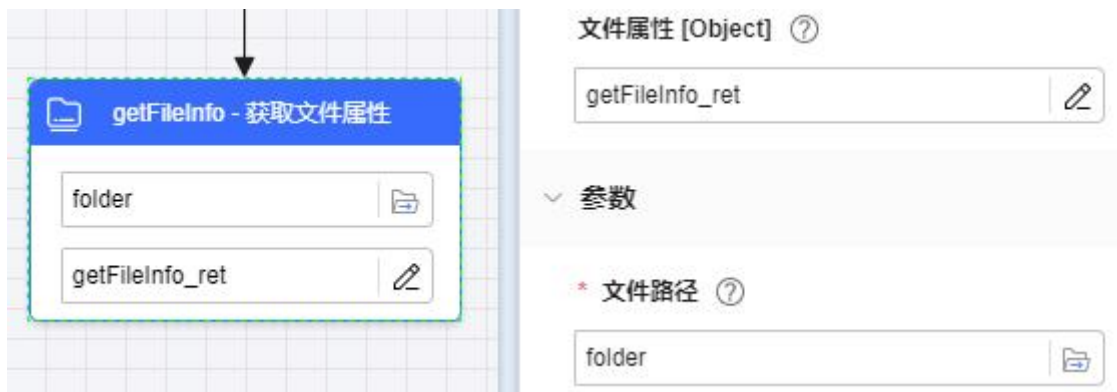 getFileInfo - 获取文件属性
folder
getFileInfo_ret
文件属性 [Object] ?
getFileInfo_ret
参数
* 文件路径 ?
folder